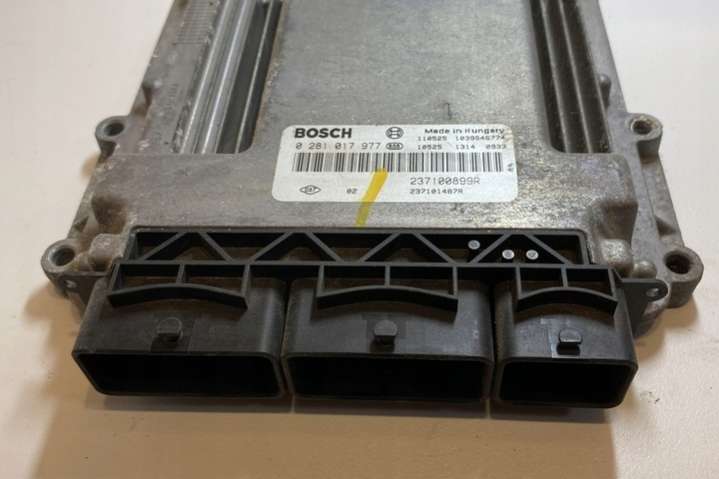 BOSCH Made in Hungary
110525 1039S46774
0 281 017 977 10525 1314 0933
237100899R
02 237101487R